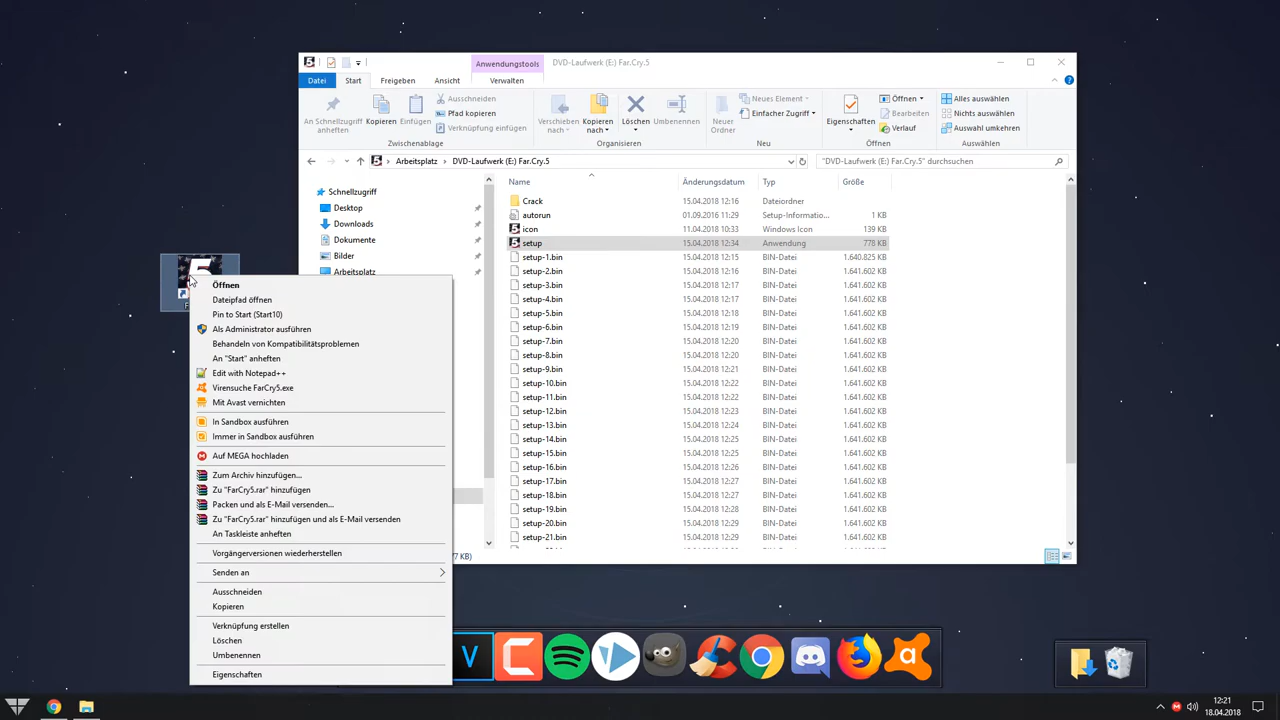 Anwendungstools
DVD-Laufwerk (E:) Far.Cry.5
Datei
Start
Freigeben
Ansicht
Verwalten
An Schnellzugriff anheften
Kopieren
Einfügen
Ausschneiden
Pfad kopieren
Verknüpfung einfügen
Zwischenablage
Verschieben nach
Kopieren nach
Löschen
Umbenennen
Organisieren
Neuer Ordner
Neues Element
Einfacher Zugriff
Neu
Eigenschaften
Öffnen
Bearbeiten
Verlauf
Öffnen
Alles auswählen
Nichts auswählen
Auswahl umkehren
Auswählen
Arbeitsplatz
DVD-Laufwerk (E:) Far.Cry.5
"DVD-Laufwerk (E:) Far.Cry.5" durchsuchen
Schnellzugriff
Desktop
Downloads
Dokumente
Bilder
Arbeitsplatz
Name Änderungsdatum Typ Größe
Crack 15.04.2018 12:16 Dateiordner
autorun 01.09.2016 11:29 Setup-Informatio... 1 KB
icon 15.04.2018 10:33 Windows Icon 139 KB
setup 15.04.2018 12:34 Anwendung 778 KB
setup-1.bin 15.04.2018 12:16 BIN-Datei 1.640.825 KB
setup-2.bin 15.04.2018 12:15 BIN-Datei 1.641.602 KB
setup-3.bin 15.04.2018 12:16 BIN-Datei 1.641.602 KB
setup-4.bin 15.04.2018 12:17 BIN-Datei 1.641.602 KB
setup-5.bin 15.04.2018 12:17 BIN-Datei 1.641.602 KB
setup-6.bin 15.04.2018 12:19 BIN-Datei 1.641.602 KB
setup-7.bin 15.04.2018 12:20 BIN-Datei 1.641.602 KB
setup-8.bin 15.04.2018 12:20 BIN-Datei 1.641.602 KB
setup-9.bin 15.04.2018 12:21 BIN-Datei 1.641.602 KB
setup-10.bin 15.04.2018 12:22 BIN-Datei 1.641.602 KB
setup-11.bin 15.04.2018 12:22 BIN-Datei 1.641.602 KB
setup-12.bin 15.04.2018 12:23 BIN-Datei 1.641.602 KB
setup-13.bin 15.04.2018 12:24 BIN-Datei 1.641.602 KB
setup-14.bin 15.04.2018 12:25 BIN-Datei 1.641.602 KB
setup-15.bin 15.04.2018 12:25 BIN-Datei 1.641.602 KB
setup-16.bin 15.04.2018 12:26 BIN-Datei 1.641.602 KB
setup-17.bin 15.04.2018 12:27 BIN-Datei 1.641.602 KB
setup-18.bin 15.04.2018 12:28 BIN-Datei 1.641.602 KB
setup-19.bin 15.04.2018 12:28 BIN-Datei 1.641.602 KB
setup-20.bin 15.04.2018 12:29 BIN-Datei 1.641.602 KB
setup-21.bin 15.04.2018 12:29 BIN-Datei 1.641.602 KB
Öffnen
Dateipfad öffnen
Pin to Start (Start10)
Als Administrator ausführen
Behandeln von Kompatibilitätsproblemen
An "Start" anheften
Edit with Notepad++
Virensuche FarCry5.exe
Mit Avast vernichten
In Sandbox ausführen
Immer in Sandbox ausführen
Auf MEGA hochladen
Zum Archiv hinzufügen...
Zu "FarCry5.rar" hinzufügen
Packen und als E-Mail versenden...
Zu "FarCry5.rar" hinzufügen und als E-Mail versenden
An Taskleiste anheften
Vorgängerversionen wiederherstellen
Senden an
Ausschneiden
Kopieren
Verknüpfung erstellen
Löschen
Umbenennen
Eigenschaften
12:21
18.04.2018